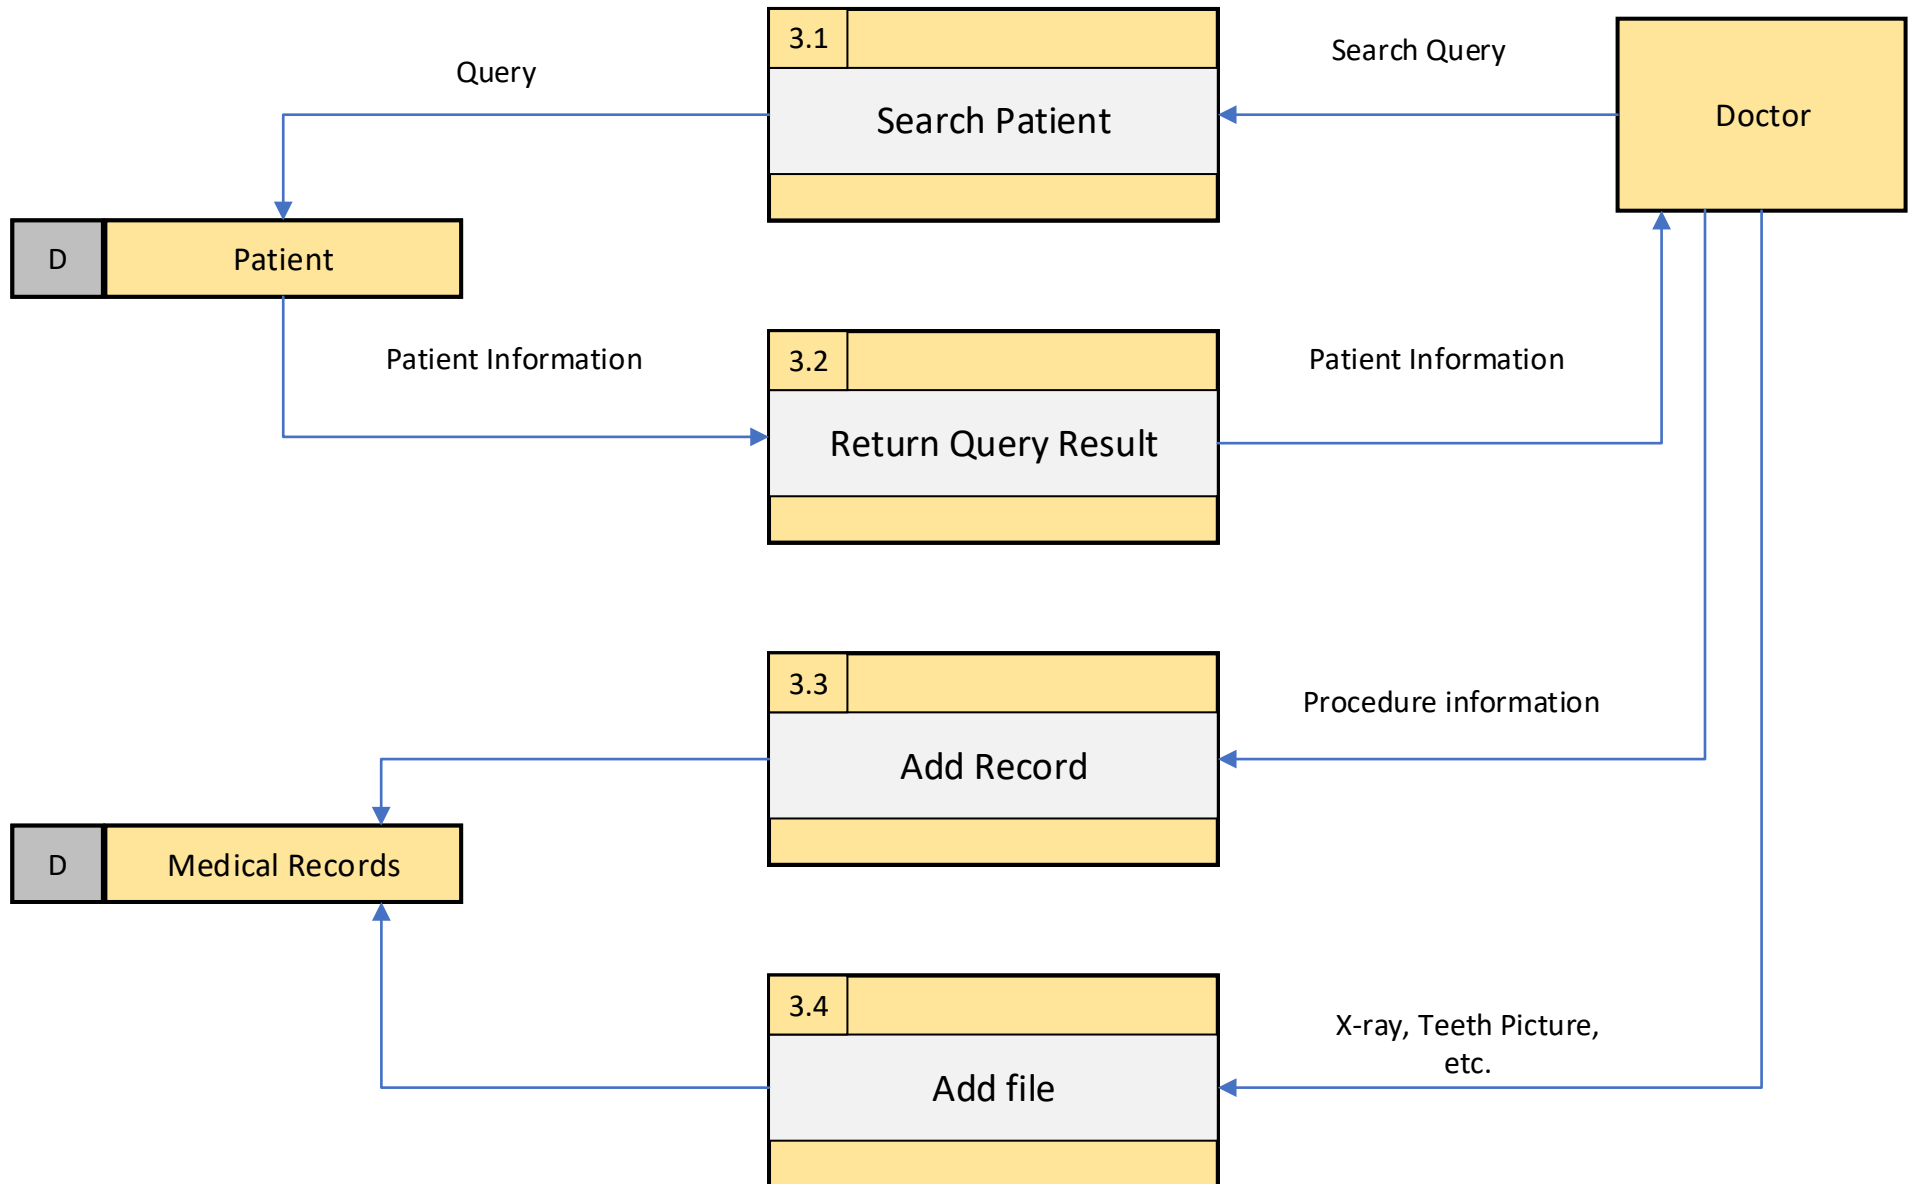 3.1
Search Query
Query
Search Patient
Doctor
D
Patient
Patient Information
3.2
Patient Information
Return Query Result
3.3
Procedure information
Add Record
D
Medical Records
3.4
X-ray, Teeth Picture,
etc.
Add file